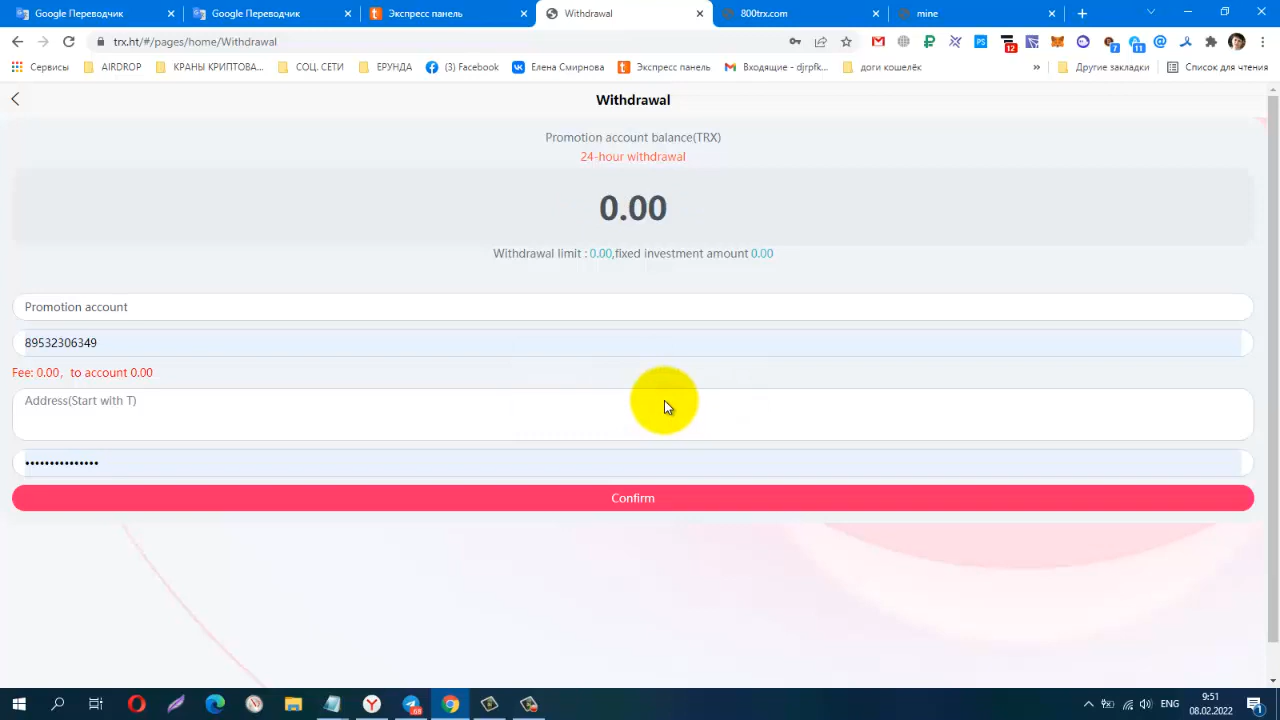 Google Переводчик
Google Переводчик
Экспресс панель
Withdrawal
800trx.com
mine
trx.ht/#/pages/home/Withdrawal
12
7
11
Сервисы
AIRDROP
КРАНЫ КРИПТОВА...
СОЦ. СЕТИ
ЕРУНДА
(3) Facebook
Елена Смирнова
Экспресс панель
Входящие - djrpfk...
доги кошелёк
»
Другие закладки
Список для чтения
Withdrawal
Promotion account balance(TRX)
24-hour withdrawal
0.00
Withdrawal limit : 0.00,fixed investment amount 0.00
Promotion account
89532306349
Fee: 0.00， to account 0.00
Address(Start with T)
•••••••••••••••
Confirm
ENG
9:51
08.02.2022